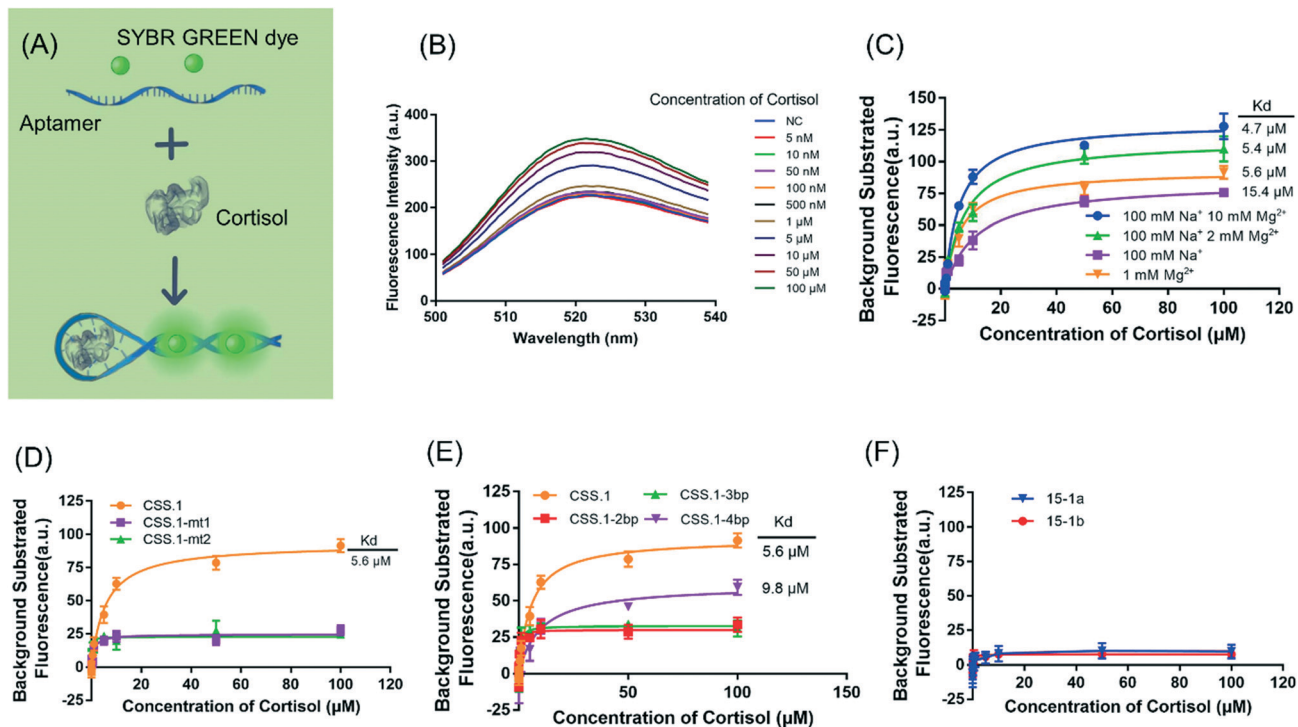 (A)
SYBR GREEN dye
Aptamer
Cortisol
(B)
Concentration of Cortisol
NC
5 nM
10 nM
50 nM
100 nM
500 nM
1 µM
5 µM
10 µM
50 µM
100 µM
Fluorescence Intensity (a.u.)
400
300
200
100
0
501
510
520
530
540
Wavelength (nm)
(C)
Background Substrated
Fluorescence(a.u.)
150
125
100
75
50
25
0
-25
20
40
60
80
100
120
Kd
4.7 µM
5.4 µM
5.6 µM
15.4 µM
100 mM Na⁺ 10 mM Mg²⁺
100 mM Na⁺ 2 mM Mg²⁺
100 mM Na⁺
1 mM Mg²⁺
Concentration of Cortisol (µM)
(D)
Background Substrated
Fluorescence(a.u.)
125
100
75
50
25
0
-25
20
40
60
80
100
120
CSS.1
CSS.1-mt1
CSS.1-mt2
Kd
5.6 µM
Concentration of Cortisol (µM)
(E)
Background Substrated
Fluorescence(a.u.)
125
100
75
50
25
0
-25
50
100
150
CSS.1
CSS.1-2bp
CSS.1-3bp
CSS.1-4bp
Kd
5.6 µM
9.8 µM
Concentration of Cortisol (µM)
(F)
Background Substrated
Fluorescence(a.u.)
125
100
75
50
25
0
-25
20
40
60
80
100
120
15-1a
15-1b
Concentration of Cortisol (µM)